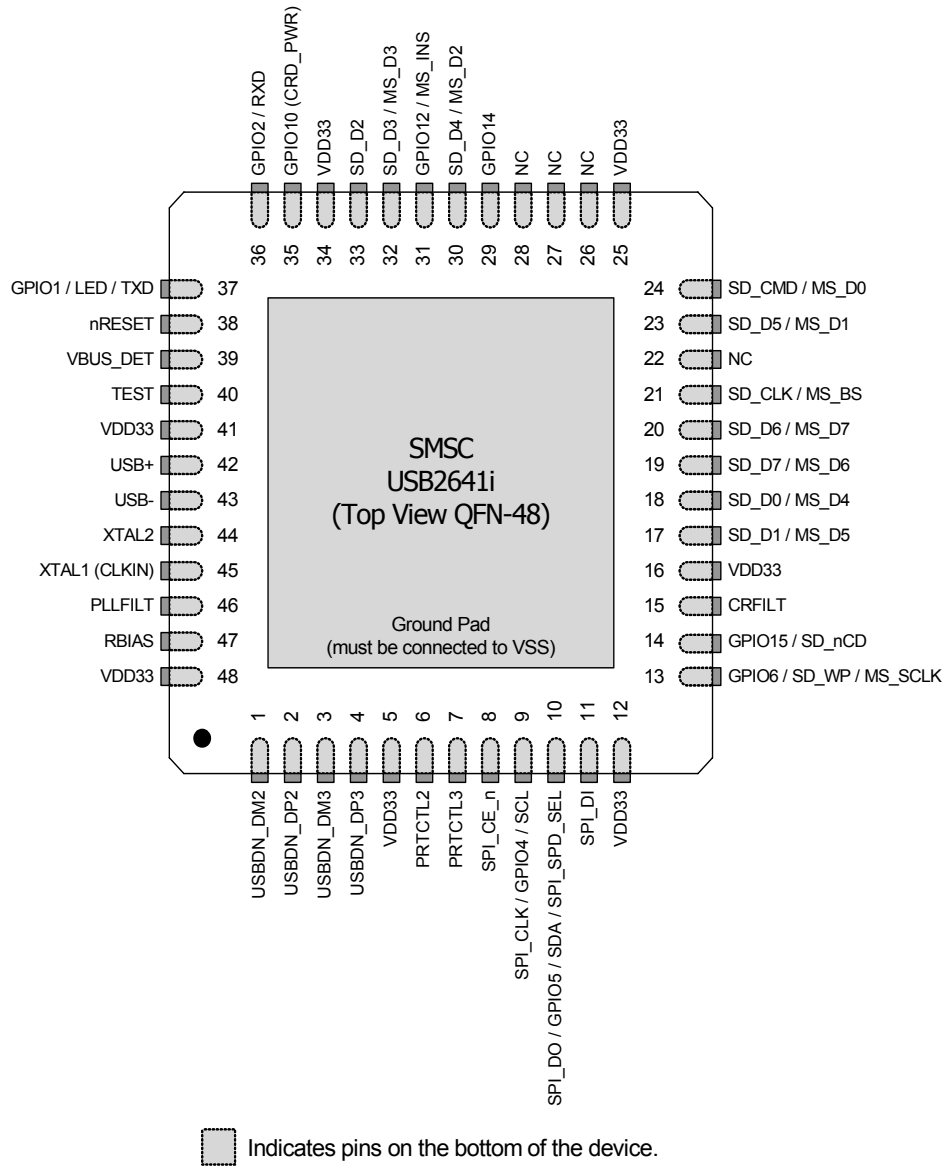 GPIO2 / RXD
GPIO10 (CRD_PWR)
VDD33
SD_D2
SD_D3 / MS_D3
GPIO12 / MS_INS
SD_D4 / MS_D2
GPIO14
NC
NC
NC
VDD33
36
35
34
33
32
31
30
29
28
27
26
25
GPIO1 / LED / TXD 37
nRESET 38
VBUS_DET 39
TEST 40
VDD33 41
USB+ 42
USB- 43
XTAL2 44
XTAL1 (CLKIN) 45
PLLFILT 46
RBIAS 47
VDD33 48
SMSC
USB2641i
(Top View QFN-48)
Ground Pad
(must be connected to VSS)
24 SD_CMD / MS_D0
23 SD_D5 / MS_D1
22 NC
21 SD_CLK / MS_BS
20 SD_D6 / MS_D7
19 SD_D7 / MS_D6
18 SD_D0 / MS_D4
17 SD_D1 / MS_D5
16 VDD33
15 CRFILT
14 GPIO15 / SD_nCD
13 GPIO6 / SD_WP / MS_SCLK
1
2
3
4
5
6
7
8
9
10
11
12
USBDN_DM2
USBDN_DP2
USBDN_DM3
USBDN_DP3
VDD33
PRTCTL2
PRTCTL3
SPI_CE_n
SPI_CLK / GPIO4 / SCL
SPI_DO / GPIO5 / SDA / SPI_SPD_SEL
SPI_DI
VDD33
Indicates pins on the bottom of the device.